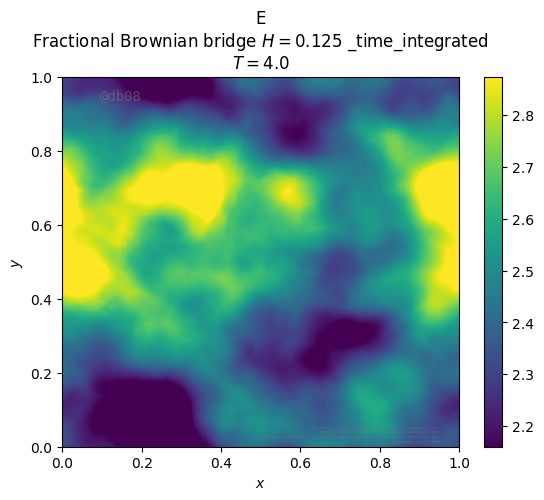 E
Fractional Brownian bridge H = 0.125 _time_integrated
T = 4.0
@db08
1.0
0.8
0.6
0.4
0.2
0.0
y
0.0 0.2 0.4 0.6 0.8 1.0
x
2.8
2.7
2.6
2.5
2.4
2.3
2.2